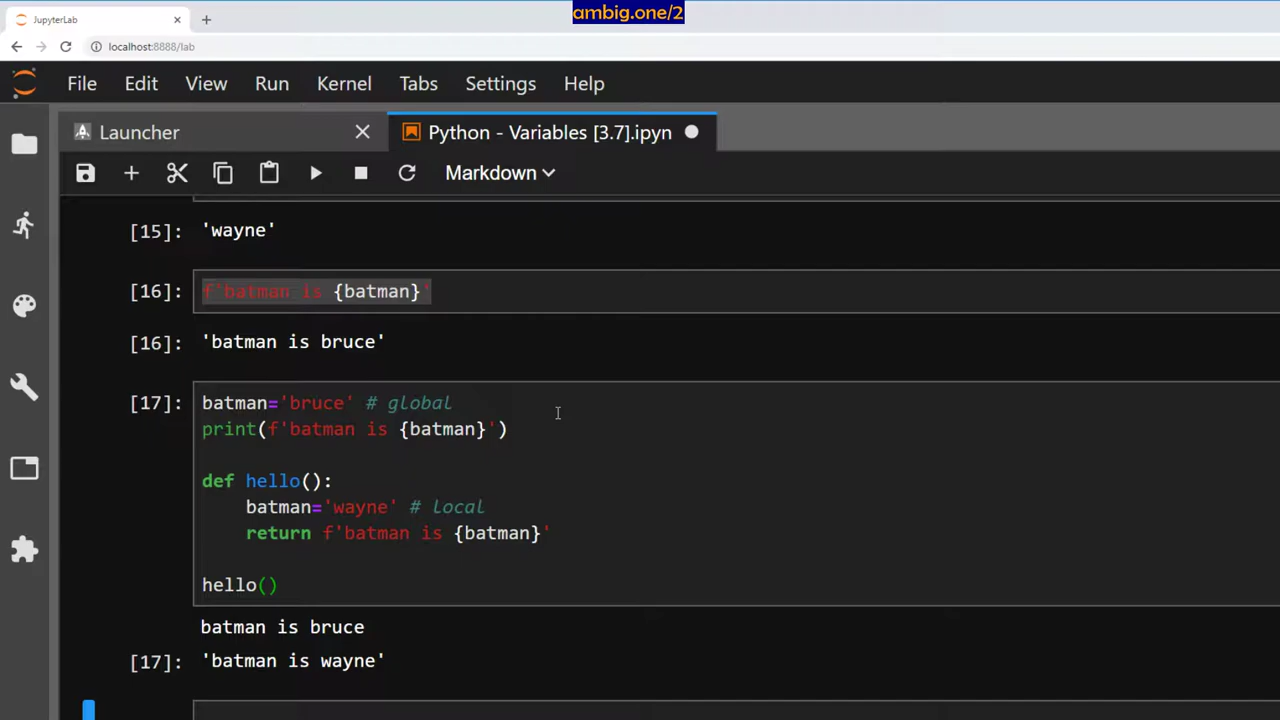 ambig.one/2
JupyterLab
localhost:8888/lab
File Edit View Run Kernel Tabs Settings Help
Launcher Python - Variables [3.7].ipyn
Markdown
[15]: 'wayne'
[16]: f'batman is {batman}'
[16]: 'batman is bruce'
[17]: batman='bruce' # global
print(f'batman is {batman}')
def hello():
batman='wayne' # local
return f'batman is {batman}'
hello()
batman is bruce
[17]: 'batman is wayne'